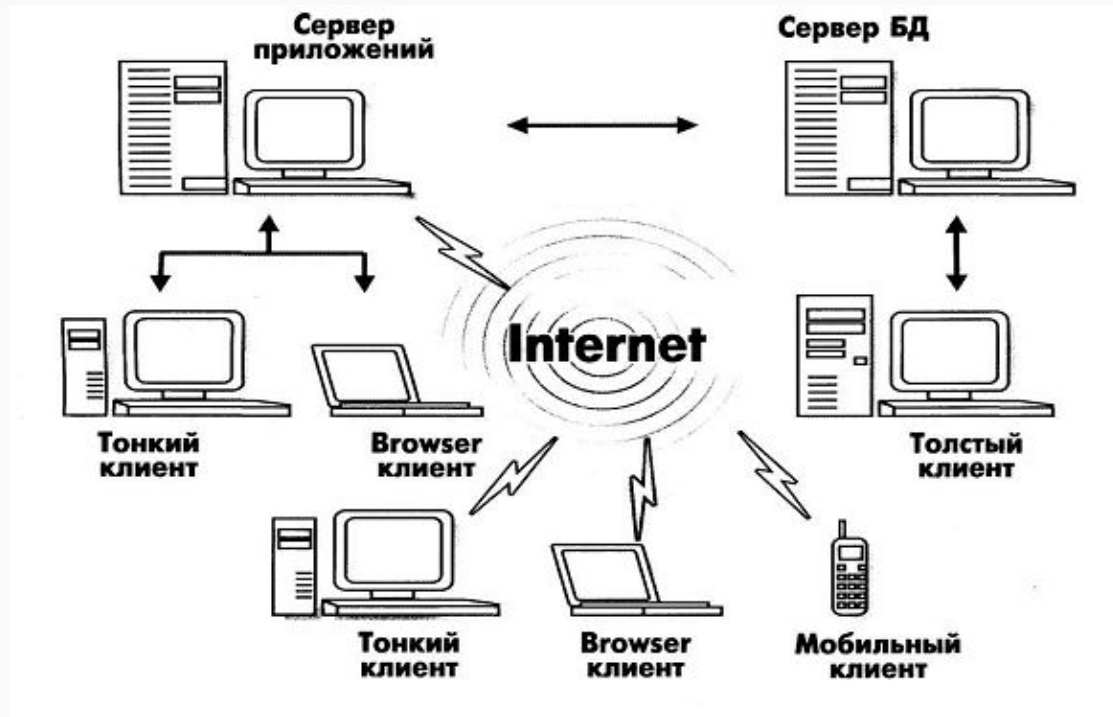 Сервер
приложений
Сервер БД
Internet
Тонкий
клиент
Browser
клиент
Толстый
клиент
Тонкий
клиент
Browser
клиент
Мобильный
клиент